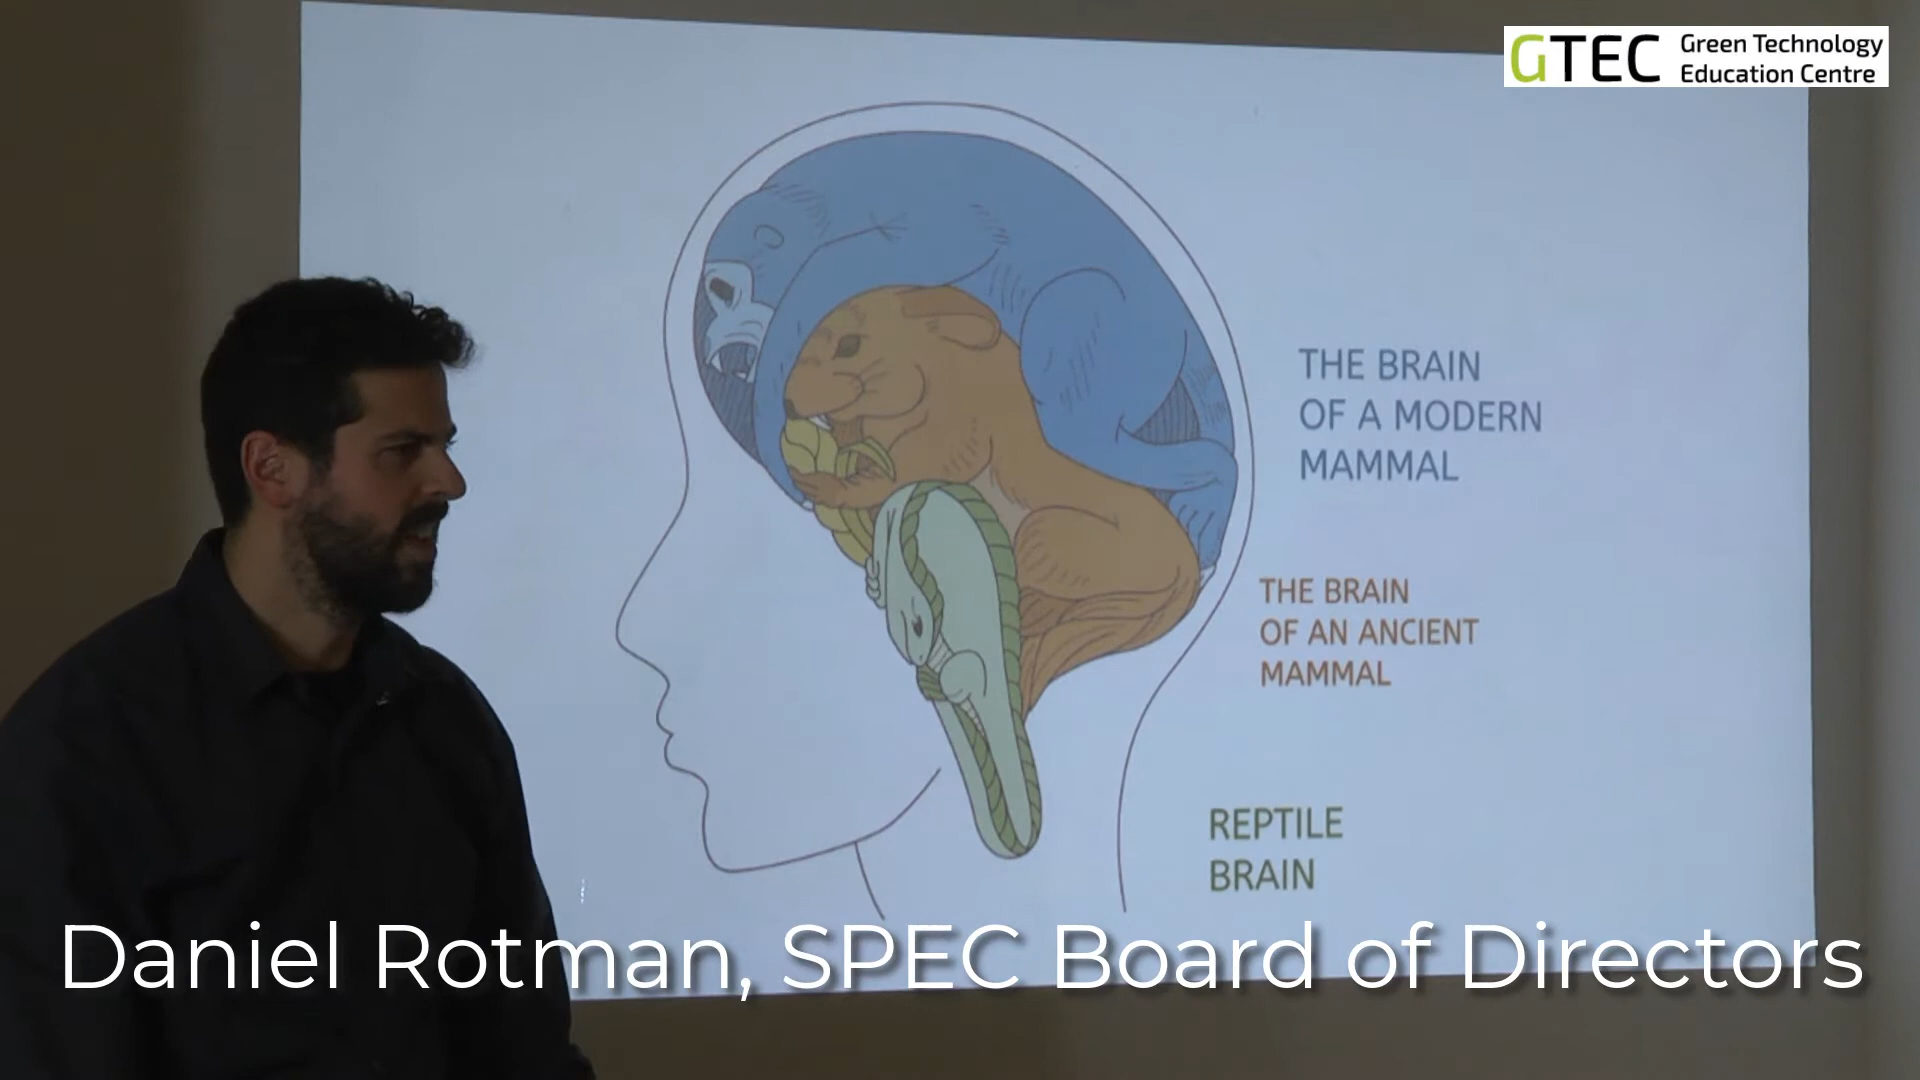 GTEC Green Technology
Education Centre
THE BRAIN
OF A MODERN
MAMMAL
THE BRAIN
OF AN ANCIENT
MAMMAL
REPTILE
BRAIN
Daniel Rotman, SPEC Board of Directors